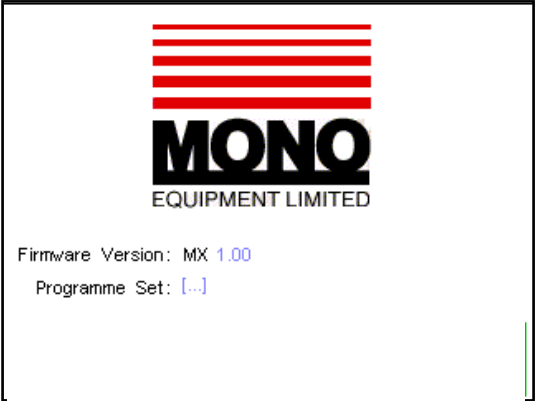 MONO
EQUIPMENT LIMITED
Firmware Version: MX 1.00
Programme Set: [...]